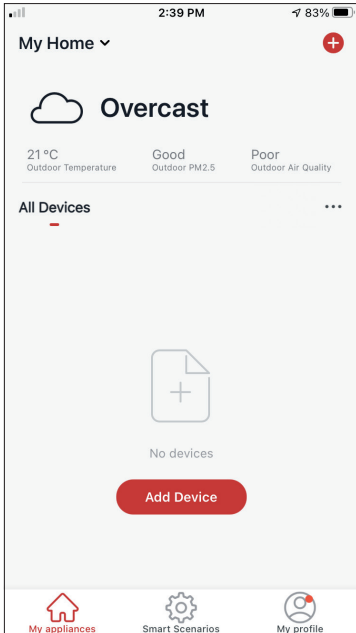 2:39 PM
83%
My Home
Overcast
21 °C
Good
Poor
Outdoor Temperature
Outdoor PM2.5
Outdoor Air Quality
All Devices
No devices
Add Device
My appliances
Smart Scenarios
My profile